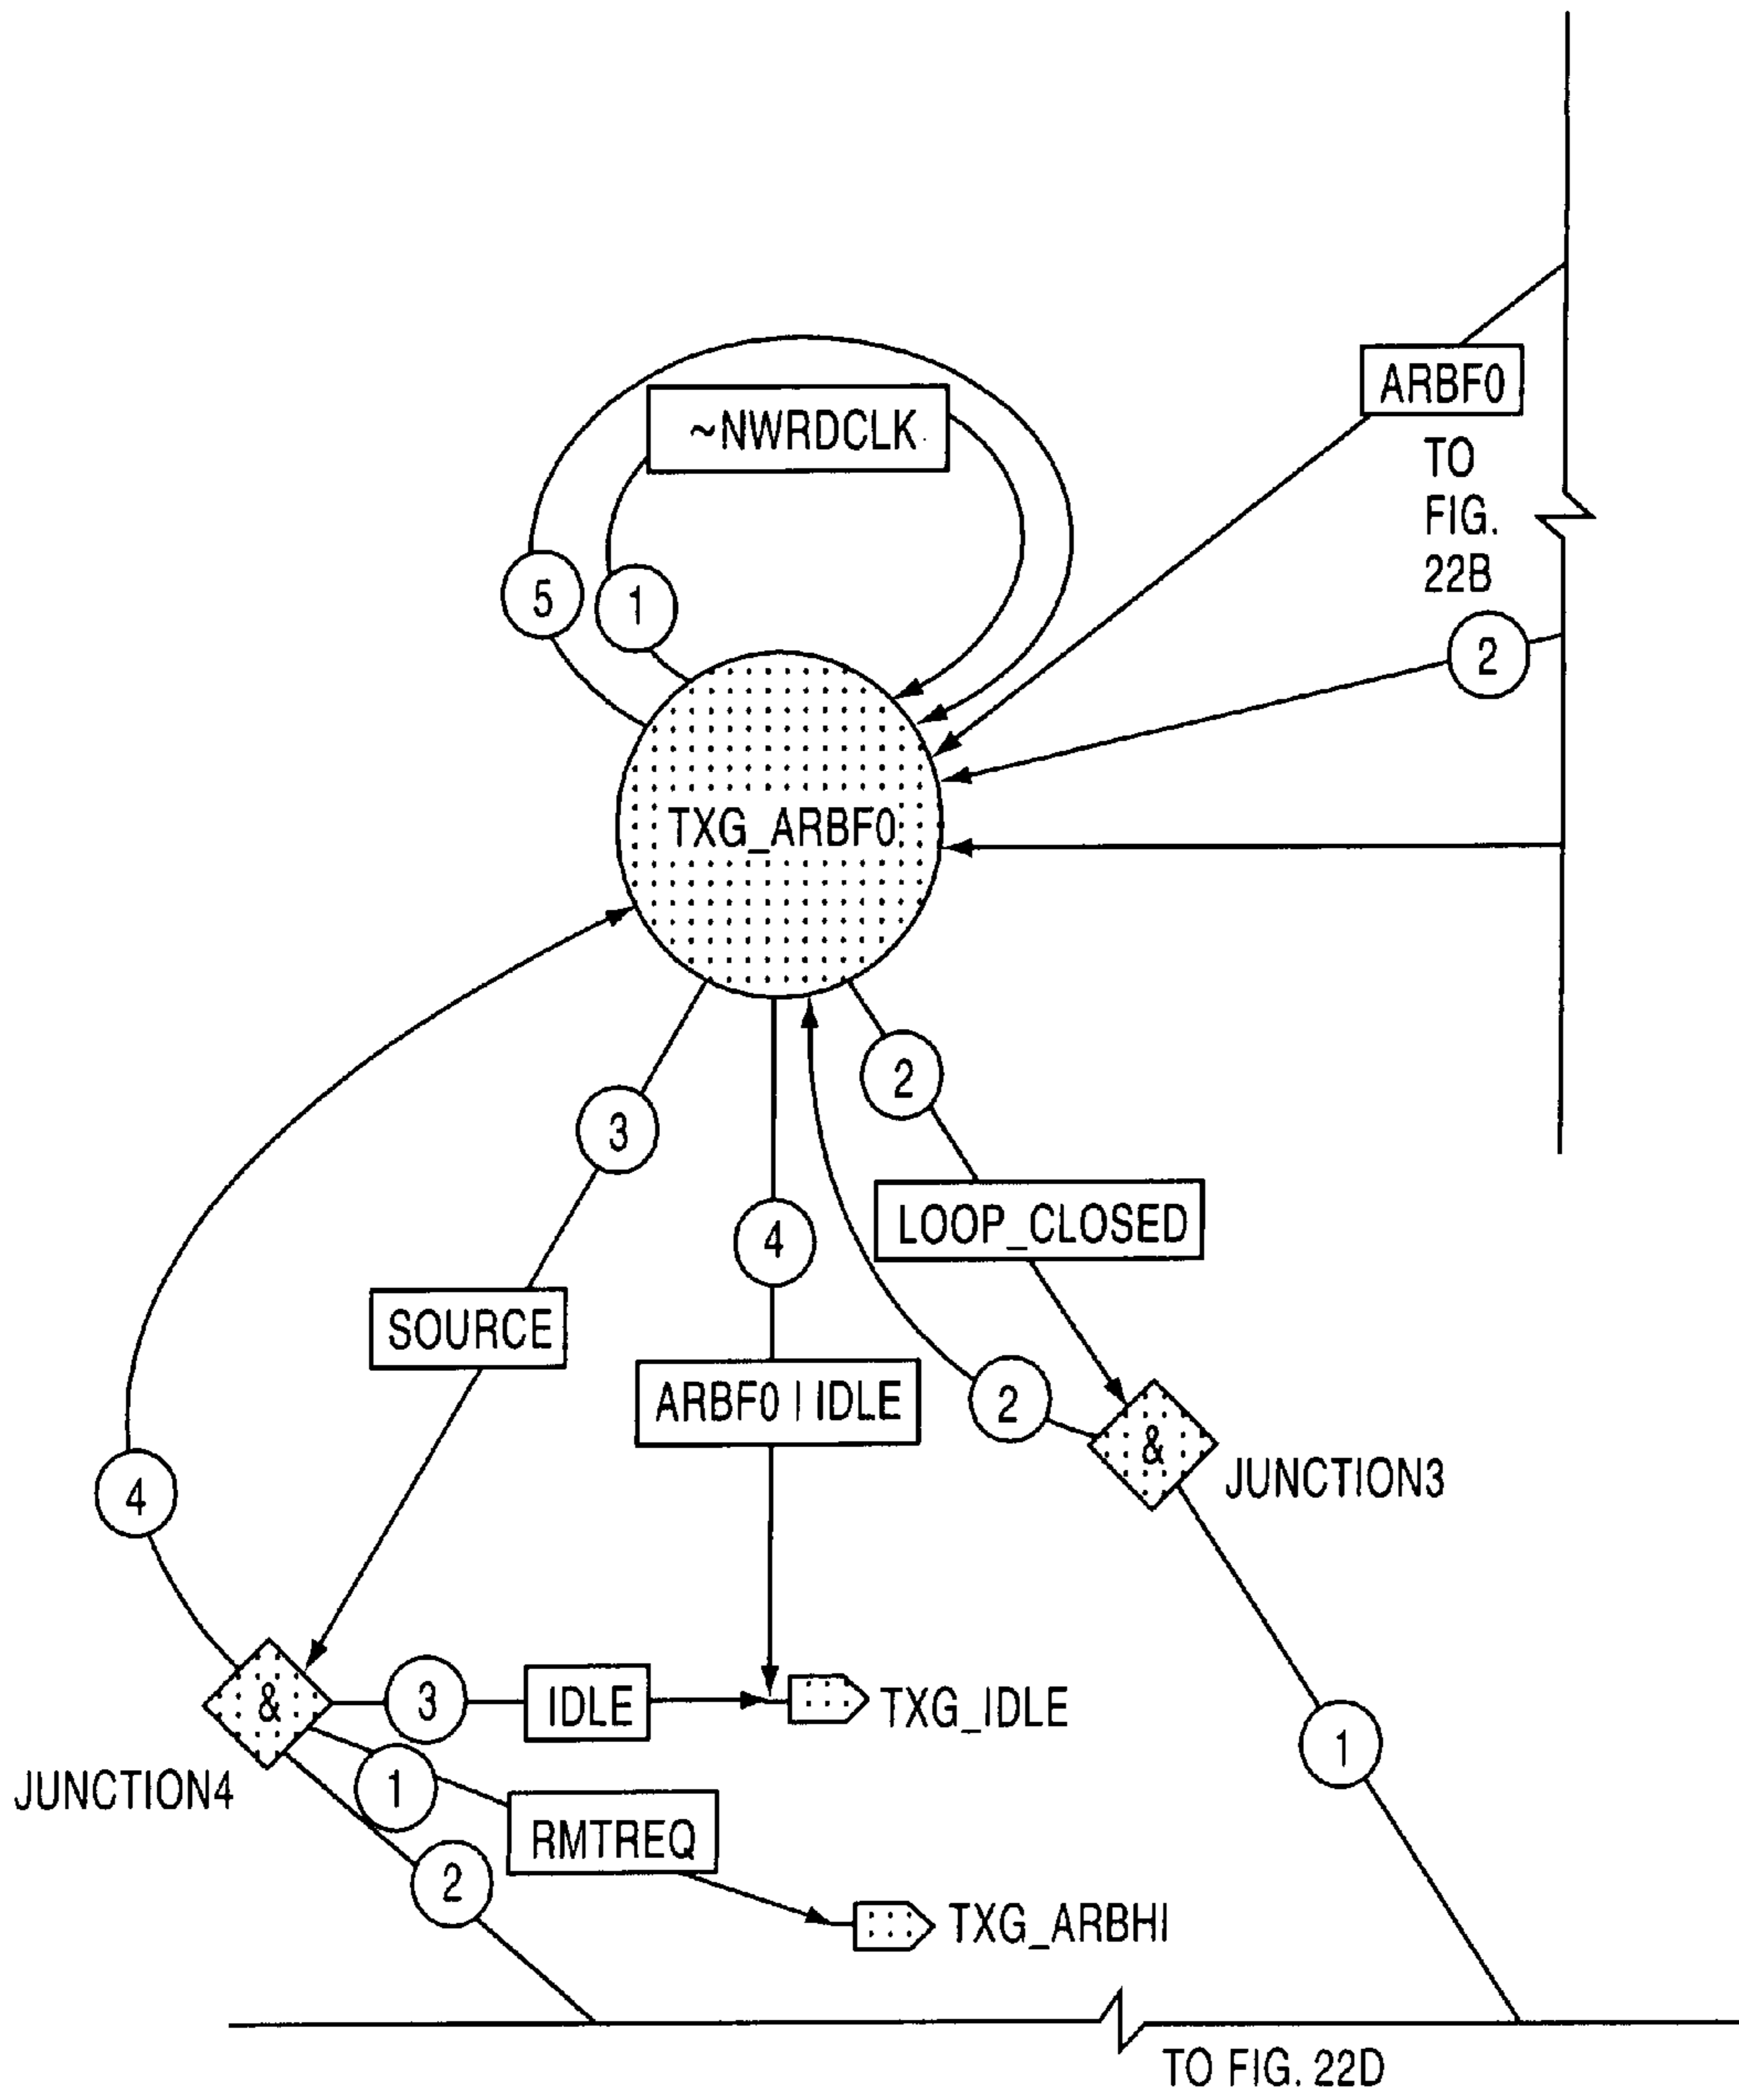 ARBF0
~NWRDCLK
TO
FIG.
22B
5
1
2
TXG_ARBF0
2
3
LOOP_CLOSED
4
SOURCE
ARBF0 | IDLE
2
&
JUNCTION3
4
&
3
IDLE
TXG_IDLE
1
JUNCTION4
1
RMTREQ
2
TXG_ARBHI
TO FIG. 22D